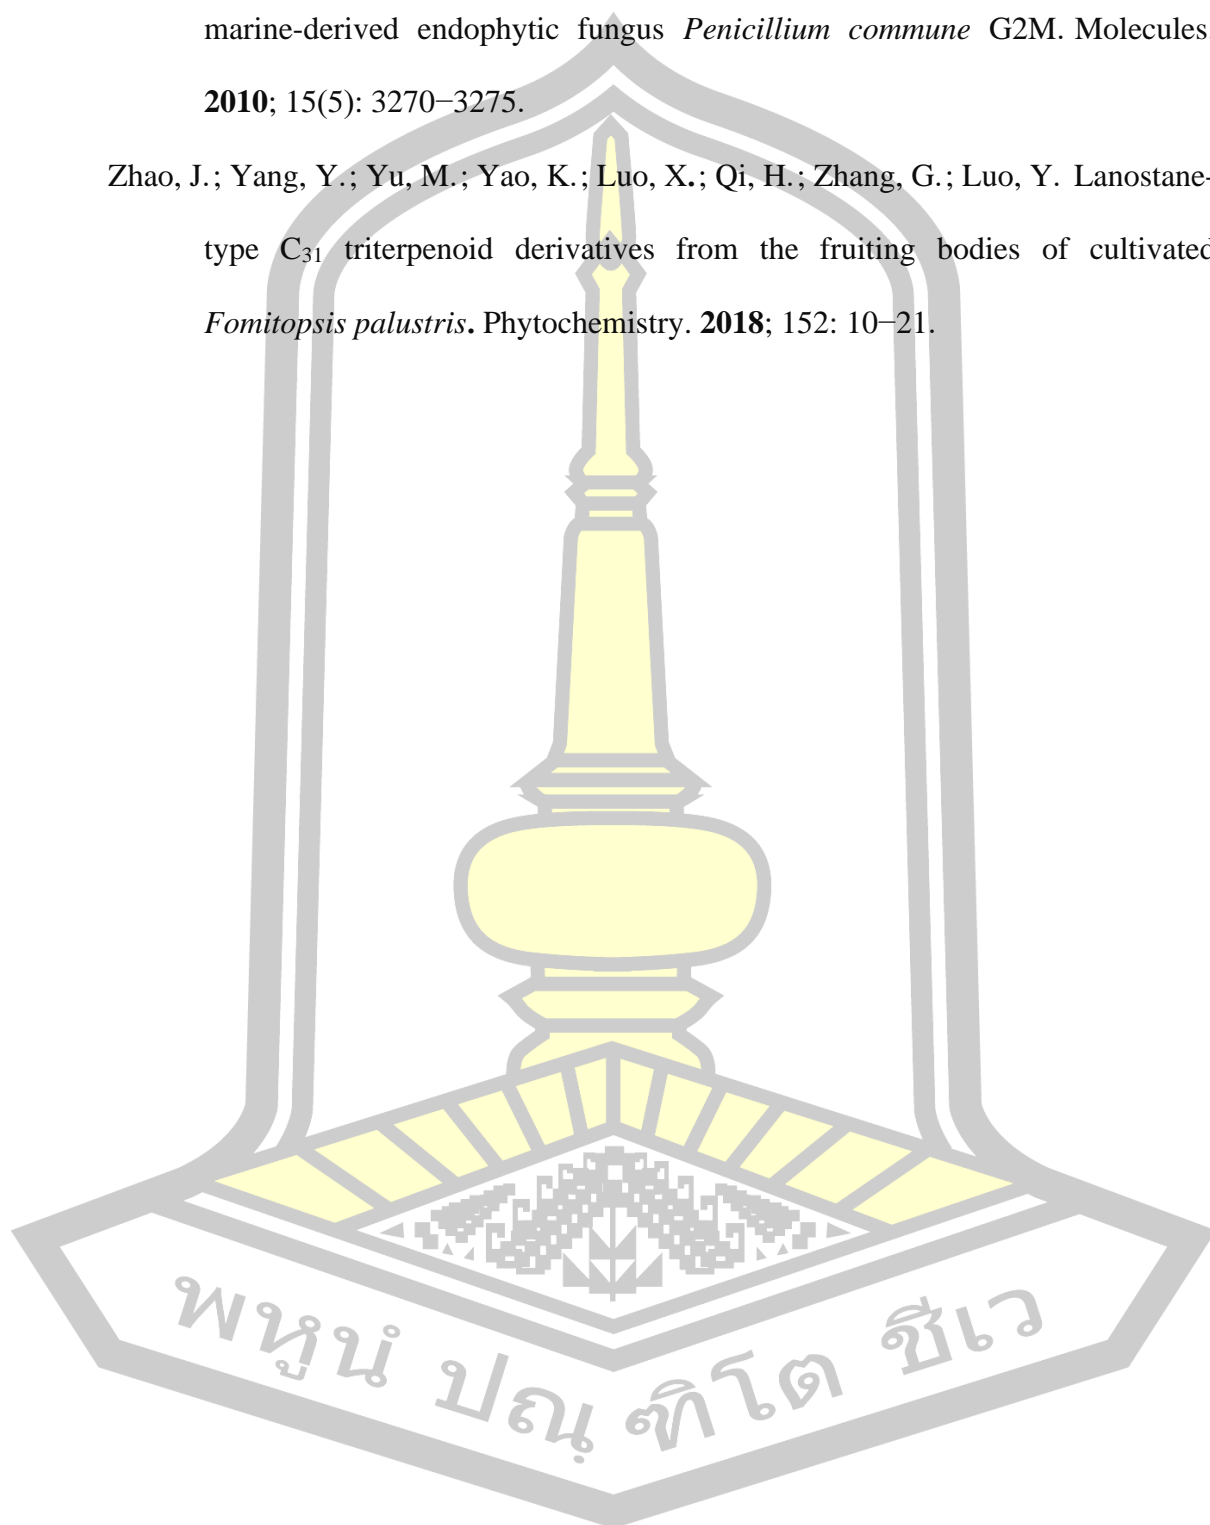 marine-derived endophytic fungus Penicillium commune G2M. Molecules.
2010; 15(5): 3270−3275.
Zhao, J.; Yang, Y.; Yu, M.; Yao, K.; Luo, X.; Qi, H.; Zhang, G.; Luo, Y. Lanostane-
type C₃₁ triterpenoid derivatives from the fruiting bodies of cultivated
Fomitopsis palustris. Phytochemistry. 2018; 152: 10−21.
พหูนํ ปณฺฑิโต ชีเว